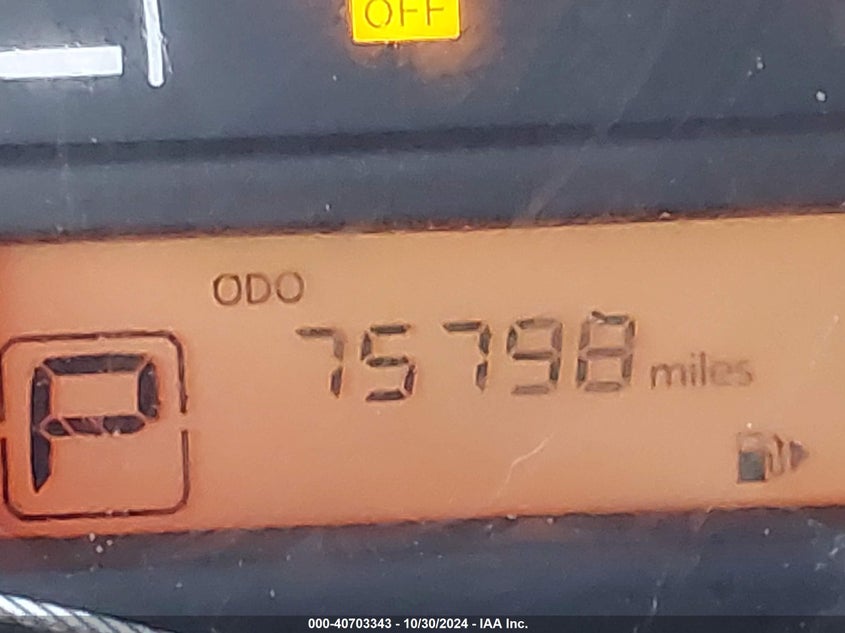 OFF
ODO
75798 miles
P
000-40703343 - 10/30/2024 - IAA Inc.